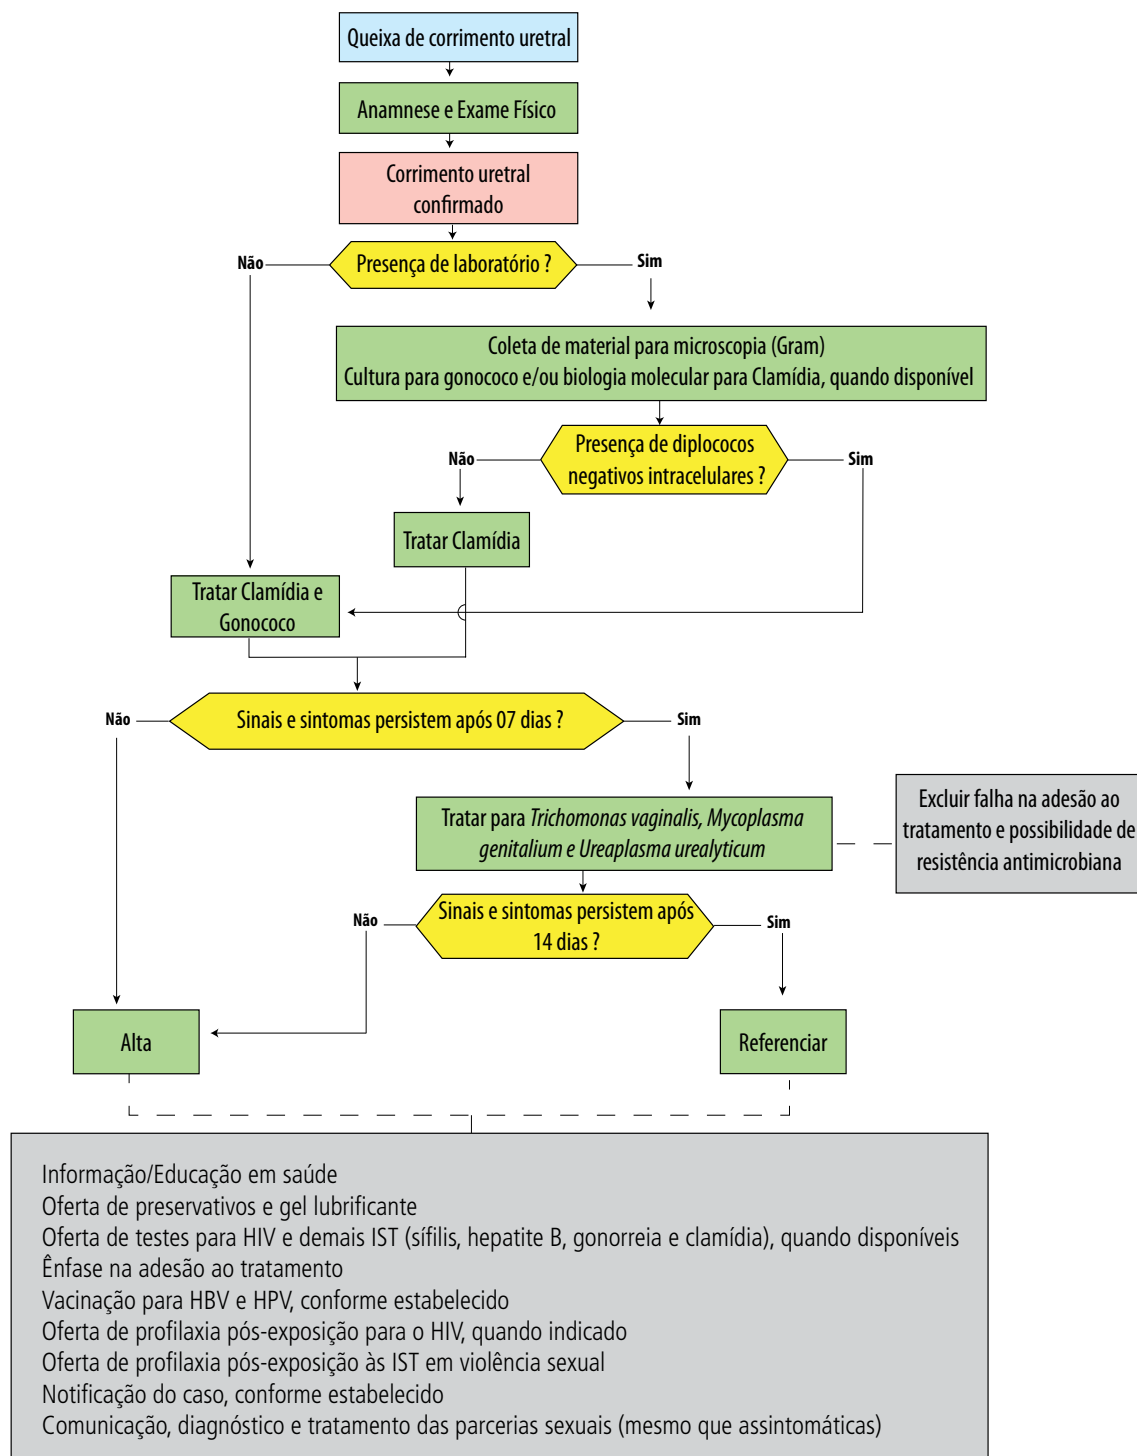 Queixa de corrimento uretral
Anamnese e Exame Físico
Corrimento uretral
confirmado
Presença de laboratório ?
Não
Sim
Coleta de material para microscopia (Gram)
Cultura para gonococo e/ou biologia molecular para Clamídia, quando disponível
Presença de diplococos
negativos intracelulares ?
Não
Sim
Tratar Clamídia
Tratar Clamídia e
Gonococo
Sinais e sintomas persistem após 07 dias ?
Não
Sim
Tratar para Trichomonas vaginalis, Mycoplasma
genitalium e Ureaplasma urealyticum
Excluir falha na adesão ao
tratamento e possibilidade de
resistência antimicrobiana
Sinais e sintomas persistem após
14 dias ?
Não
Sim
Alta
Referenciar
Informação/Educação em saúde
Oferta de preservativos e gel lubrificante
Oferta de testes para HIV e demais IST (sífilis, hepatite B, gonorreia e clamídia), quando disponíveis
Ênfase na adesão ao tratamento
Vacinação para HBV e HPV, conforme estabelecido
Oferta de profilaxia pós-exposição para o HIV, quando indicado
Oferta de profilaxia pós-exposição às IST em violência sexual
Notificação do caso, conforme estabelecido
Comunicação, diagnóstico e tratamento das parcerias sexuais (mesmo que assintomáticas)